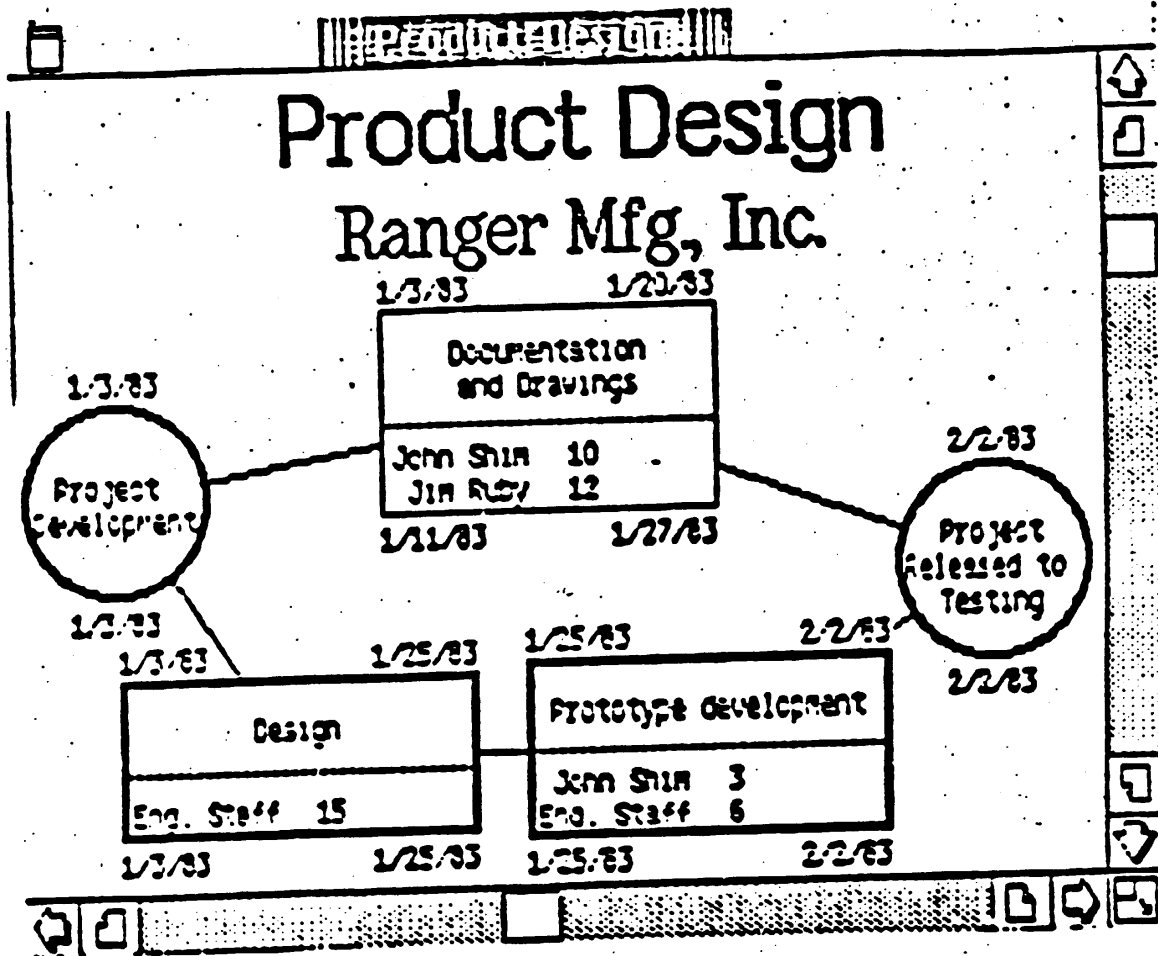 Product Design
Product Design
Ranger Mfg, Inc.
1/3/83 1/20/83
Documentation
and Drawings
John Shim 10
Jim Ruby 12
1/11/83 1/27/83
1/3/83
Project
Development
1/3/83
2/2/83
Project
Released to
Testing
2/2/83
1/3/83 1/25/83
Design
Eng. Staff 15
1/3/83 1/25/83
1/25/83 2/2/83
Prototype development
John Shim 3
Eng. Staff 6
1/25/83 2/2/83